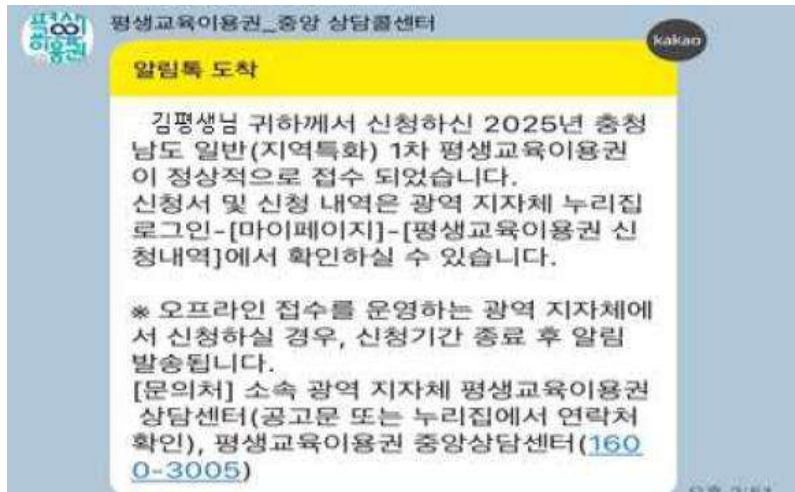 평생교육이용권_중앙 상담콜센터
kakao
알림톡 도착
김평생님 귀하께서 신청하신 2025년 충청
남도 일반(지역특화) 1차 평생교육이용권
이 정상적으로 접수 되었습니다.
신청서 및 신청 내역은 광역 지자체 누리집
로그인-[마이페이지]-[평생교육이용권 신
청내역]에서 확인하실 수 있습니다.
※ 오프라인 접수를 운영하는 광역 지자체에
서 신청하실 경우, 신청기간 종료 후 알림
발송됩니다.
[문의처] 소속 광역 지자체 평생교육이용권
상담센터(공고문 또는 누리집에서 연락처
확인), 평생교육이용권 중앙상담센터(160
0-3005)